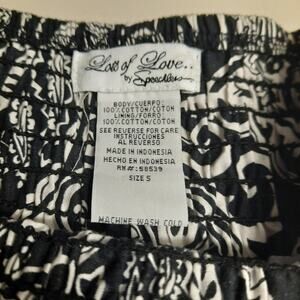 Lots of Love..
by Speechless
BODY/CUERPO:
100% COTTON/COTON
LINING/FORRO:
100% COTTON/COTON
SEE REVERSE FOR CARE
INSTRUCCIONES
AL REVERSO
MADE IN INDONESIA
HECHO EN INDONESIA
RN #: 58539
SIZE S
MACHINE WASH COLD